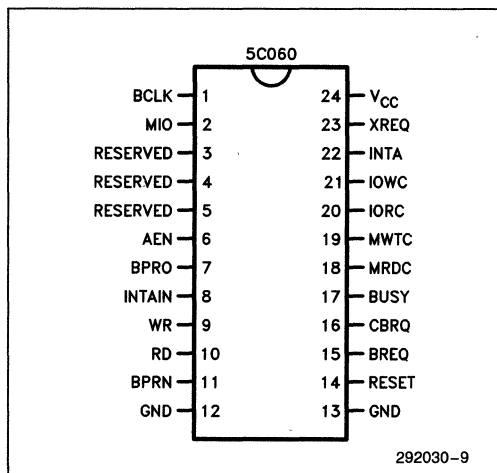 5C060
BCLK 1 24 VCC
MIO 2 23 XREQ
RESERVED 3 22 INTA
RESERVED 4 21 IOWC
RESERVED 5 20 IORC
AEN 6 19 MWTC
BPRO 7 18 MRDC
INTAIN 8 17 BUSY
WR 9 16 CBRQ
RD 10 15 BREQ
BPRN 11 14 RESET
GND 12 13 GND
292030-9